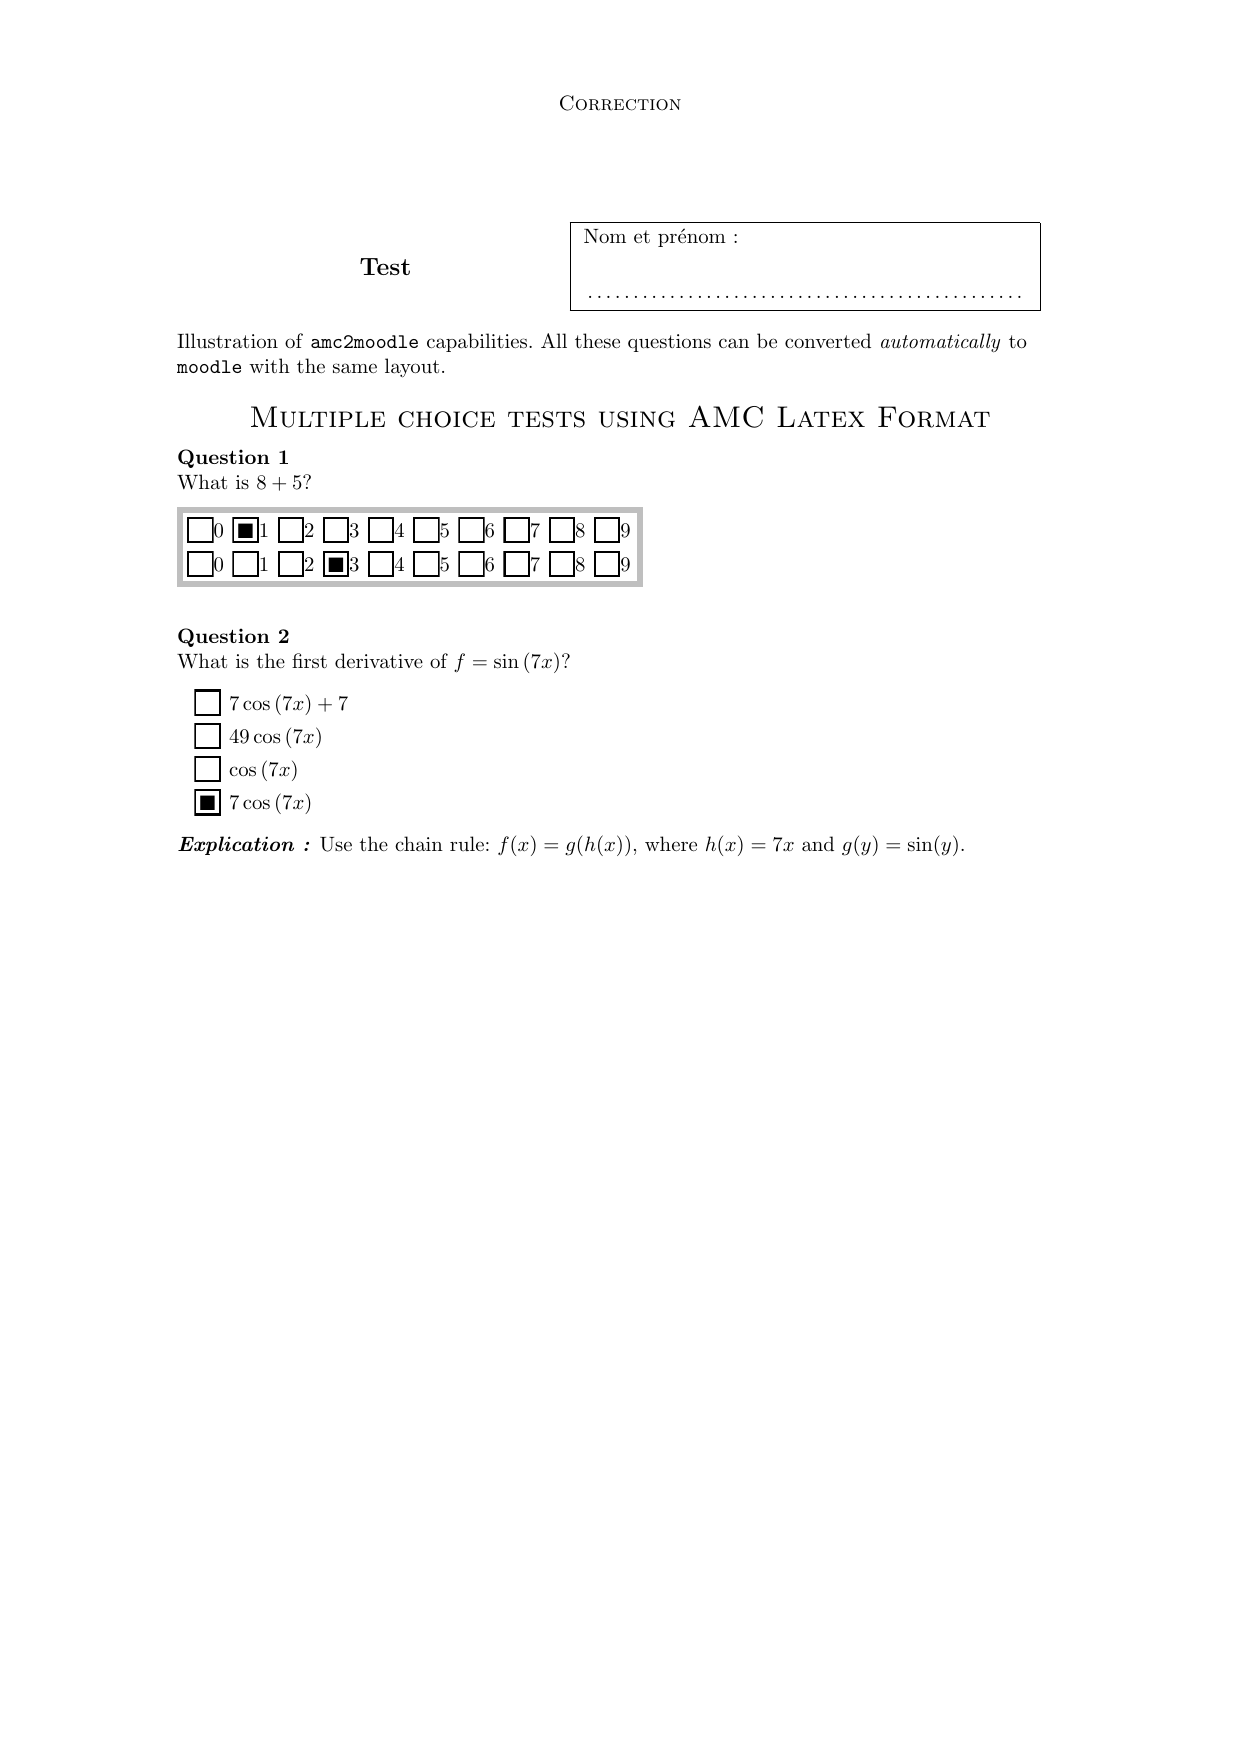 Correction
Nom et prénom :
Test
................................................
Illustration of amc2moodle capabilities. All these questions can be converted automatically to
moodle with the same layout.
Multiple choice tests using AMC Latex Format
Question 1
What is 8 + 5?
0 1 2 3 4 5 6 7 8 9
0 1 2 3 4 5 6 7 8 9
Question 2
What is the first derivative of f = sin (7x)?
7 cos (7x) + 7
49 cos (7x)
cos (7x)
7 cos (7x)
Explication : Use the chain rule: f(x) = g(h(x)), where h(x) = 7x and g(y) = sin(y).